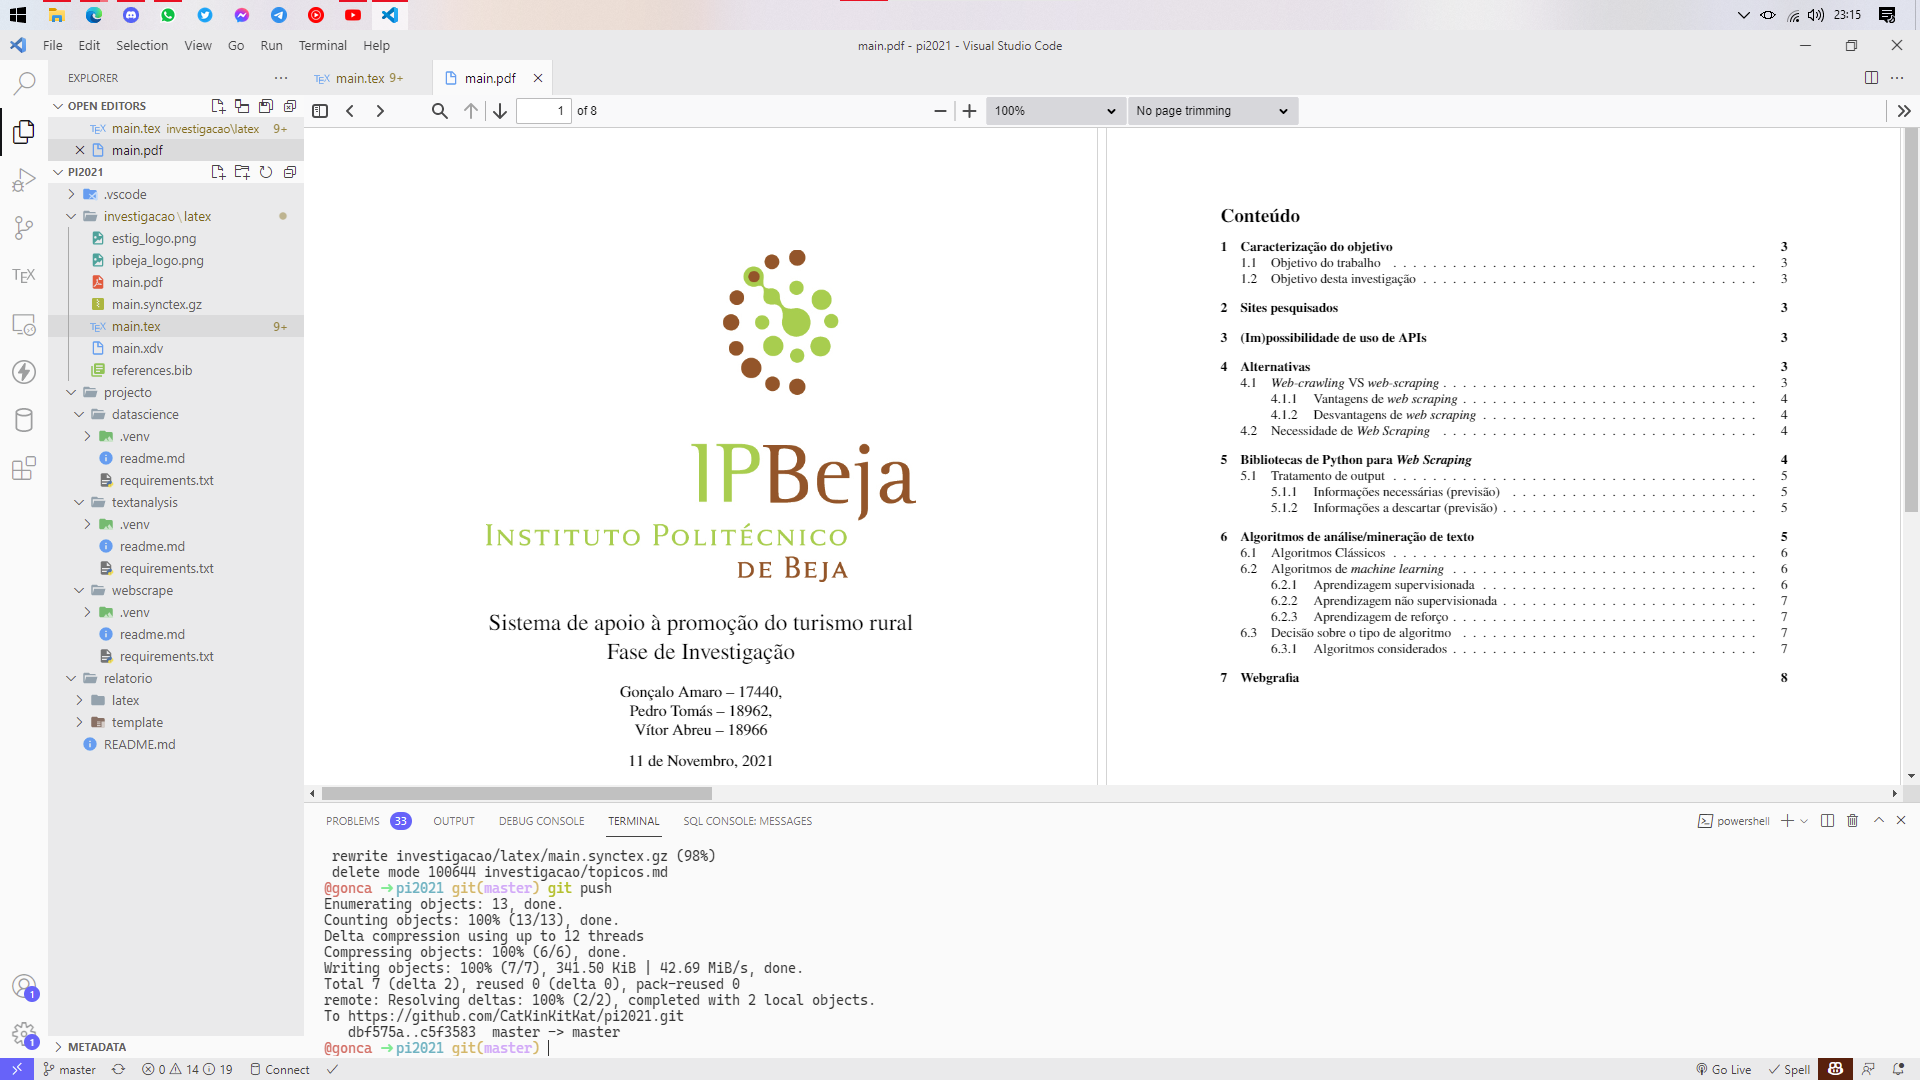 23:15
File Edit Selection View Go Run Terminal Help
main.pdf - pi2021 - Visual Studio Code
EXPLORER
OPEN EDITORS
TEX main.tex investigacao\latex 9+
main.pdf
PI2021
.vscode
investigacao\latex
estig_logo.png
ipbeja_logo.png
main.pdf
main.synctex.gz
TEX main.tex 9+
main.xdv
references.bib
projecto
datascience
.venv
readme.md
requirements.txt
textanalysis
.venv
readme.md
requirements.txt
webscrape
.venv
readme.md
requirements.txt
relatorio
latex
template
README.md
METADATA
TEX
1
1
TEX main.tex 9+
main.pdf
1 of 8
100%
No page trimming
IPBeja
INSTITUTO POLITÉCNICO
DE BEJA
Sistema de apoio à promoção do turismo rural
Fase de Investigação
Gonçalo Amaro – 17440,
Pedro Tomás – 18962,
Vítor Abreu – 18966
11 de Novembro, 2021
Conteúdo
1 Caracterização do objetivo 3
1.1 Objetivo do trabalho . . . . . . . . . . . . . . . . . . . . 3
1.2 Objetivo desta investigação . . . . . . . . . . . . . . . . . . . . 3
2 Sites pesquisados 3
3 (Im)possibilidade de uso de APIs 3
4 Alternativas 3
4.1 Web-crawling VS web-scraping . . . . . . . . . . . . . . . . . . . . 3
4.1.1 Vantagens de web scraping . . . . . . . . . . . . . . . . . . . . 4
4.1.2 Desvantagens de web scraping . . . . . . . . . . . . . . . . . . . . 4
4.2 Necessidade de Web Scraping . . . . . . . . . . . . . . . . . . . . 4
5 Bibliotecas de Python para Web Scraping 4
5.1 Tratamento de output . . . . . . . . . . . . . . . . . . . . 5
5.1.1 Informações necessárias (previsão) . . . . . . . . . . . . . . . . . . . . 5
5.1.2 Informações a descartar (previsão) . . . . . . . . . . . . . . . . . . . . 5
6 Algoritmos de análise/mineração de texto 5
6.1 Algoritmos Clássicos . . . . . . . . . . . . . . . . . . . . 6
6.2 Algoritmos de machine learning . . . . . . . . . . . . . . . . . . . . 6
6.2.1 Aprendizagem supervisionada . . . . . . . . . . . . . . . . . . . . 6
6.2.2 Aprendizagem não supervisionada . . . . . . . . . . . . . . . . . . . . 7
6.2.3 Aprendizagem de reforço . . . . . . . . . . . . . . . . . . . . 7
6.3 Decisão sobre o tipo de algoritmo . . . . . . . . . . . . . . . . . . . . 7
6.3.1 Algoritmos considerados . . . . . . . . . . . . . . . . . . . . 7
7 Webgrafia 8
PROBLEMS 33 OUTPUT DEBUG CONSOLE TERMINAL SQL CONSOLE: MESSAGES
powershell
rewrite investigacao/latex/main.synctex.gz (98%)
delete mode 100644 investigacao/topicos.md
@gonca ➜ pi2021 git(master) git push
Enumerating objects: 13, done.
Counting objects: 100% (13/13), done.
Delta compression using up to 12 threads
Compressing objects: 100% (6/6), done.
Writing objects: 100% (7/7), 341.50 KiB | 42.69 MiB/s, done.
Total 7 (delta 2), reused 0 (delta 0), pack-reused 0
remote: Resolving deltas: 100% (2/2), completed with 2 local objects.
To https://github.com/CatKinKitKat/pi2021.git
dbf575a..c5f3583 master -> master
@gonca ➜ pi2021 git(master)
master 0 14 19 Connect
Go Live Spell